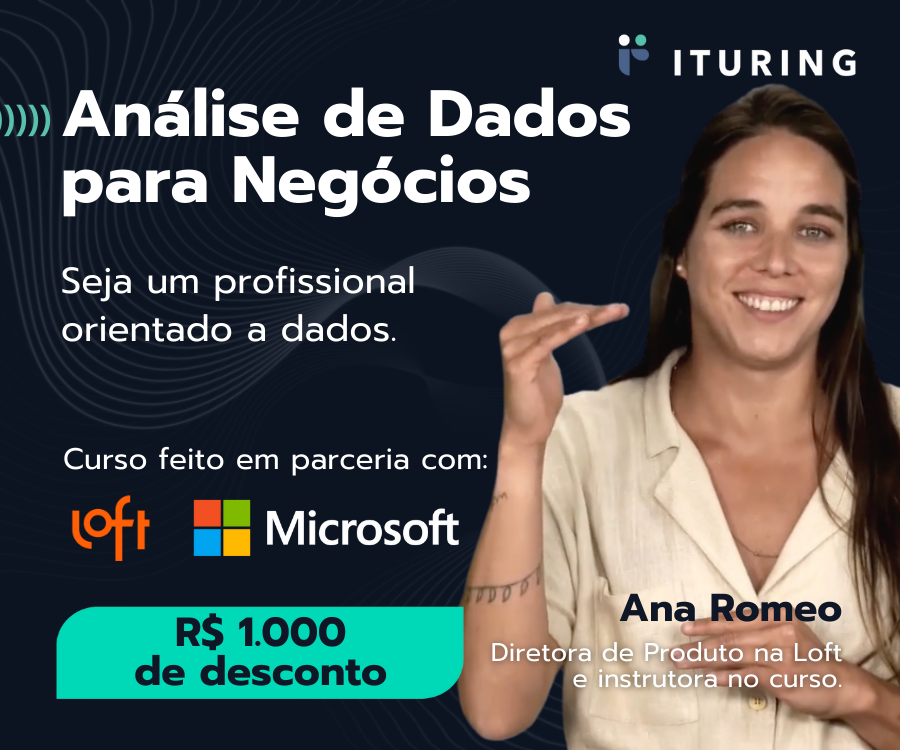 ITURING
Análise de Dados
para Negócios
Seja um profissional
orientado a dados.
Curso feito em parceria com:
Loft
Microsoft
R$ 1.000
de desconto
Ana Romeo
Diretora de Produto na Loft
e instrutora no curso.